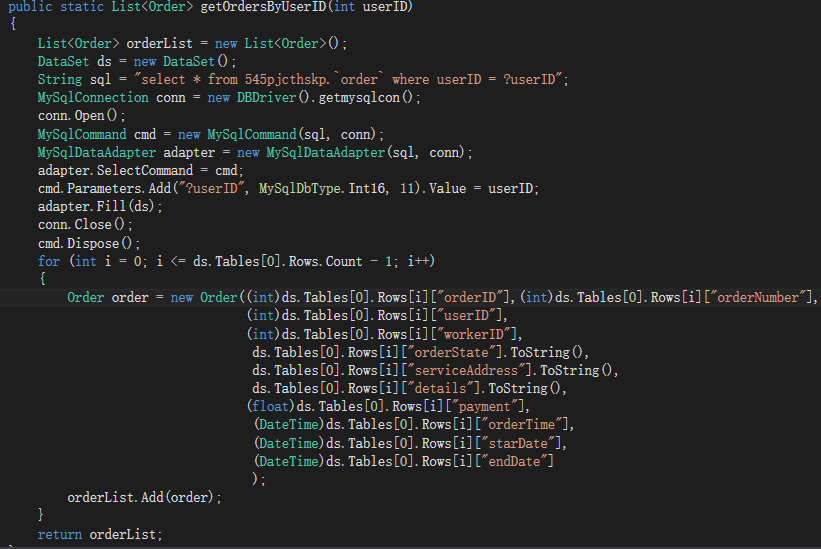 public static List<Order> getOrdersByUserID(int userID)
{
List<Order> orderList = new List<Order>();
DataSet ds = new DataSet();
String sql = "select * from 545pjcthskp.`order` where userID = ?userID";
MySqlConnection conn = new DBDriver().getmysqlcon();
conn.Open();
MySqlCommand cmd = new MySqlCommand(sql, conn);
MySqlDataAdapter adapter = new MySqlDataAdapter(sql, conn);
adapter.SelectCommand = cmd;
cmd.Parameters.Add("?userID", MySqlDbType.Int16, 11).Value = userID;
adapter.Fill(ds);
conn.Close();
cmd.Dispose();
for (int i = 0; i <= ds.Tables[0].Rows.Count - 1; i++)
{
Order order = new Order((int)ds.Tables[0].Rows[i]["orderID"],(int)ds.Tables[0].Rows[i]["orderNumber"],
(int)ds.Tables[0].Rows[i]["userID"],
(int)ds.Tables[0].Rows[i]["workerID"],
ds.Tables[0].Rows[i]["orderState"].ToString(),
ds.Tables[0].Rows[i]["serviceAddress"].ToString(),
ds.Tables[0].Rows[i]["details"].ToString(),
(float)ds.Tables[0].Rows[i]["payment"],
(DateTime)ds.Tables[0].Rows[i]["orderTime"],
(DateTime)ds.Tables[0].Rows[i]["starDate"],
(DateTime)ds.Tables[0].Rows[i]["endDate"]
);
orderList.Add(order);
}
return orderList;